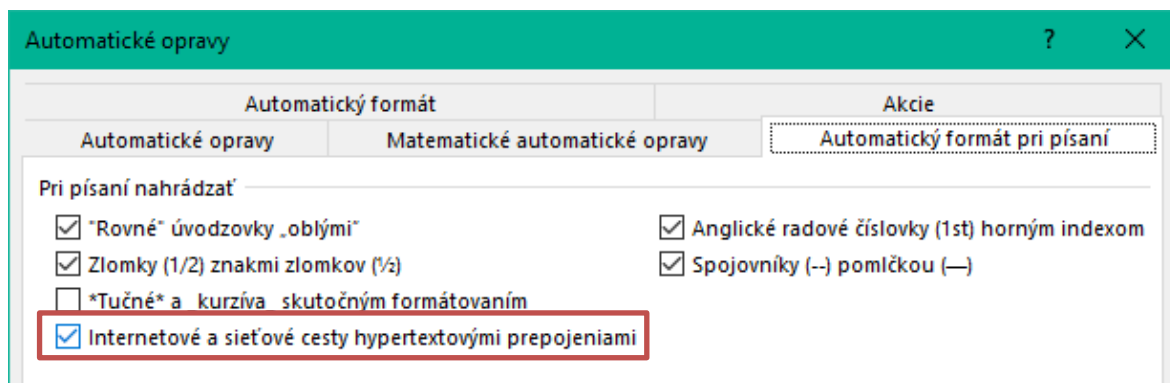 Automatické opravy ? ×
Automatický formát Akcie
Automatické opravy Matematické automatické opravy Automatický formát pri písaní
Pri písaní nahrádzať
"Rovné" úvodzovky „oblými“ Anglické radové číslovky (1st) horným indexom
Zlomky (1/2) znakmi zlomkov (½) Spojovníky (--) pomlčkou (—)
*Tučné* a _kurzíva_ skutočným formátovaním
Internetové a sieťové cesty hypertextovými prepojeniami